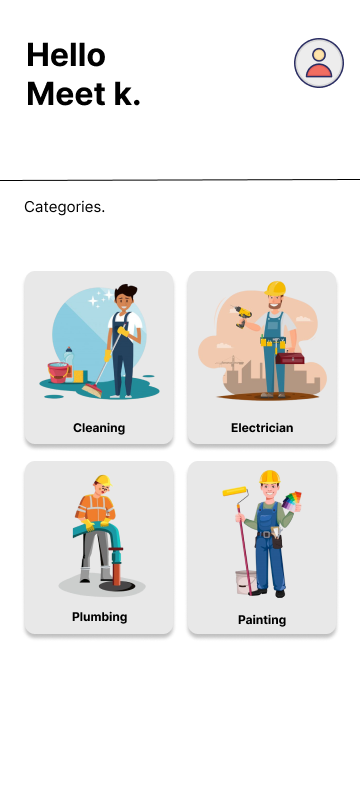 Hello
Meet k.
Categories.
Cleaning
Electrician
Plumbing
Painting